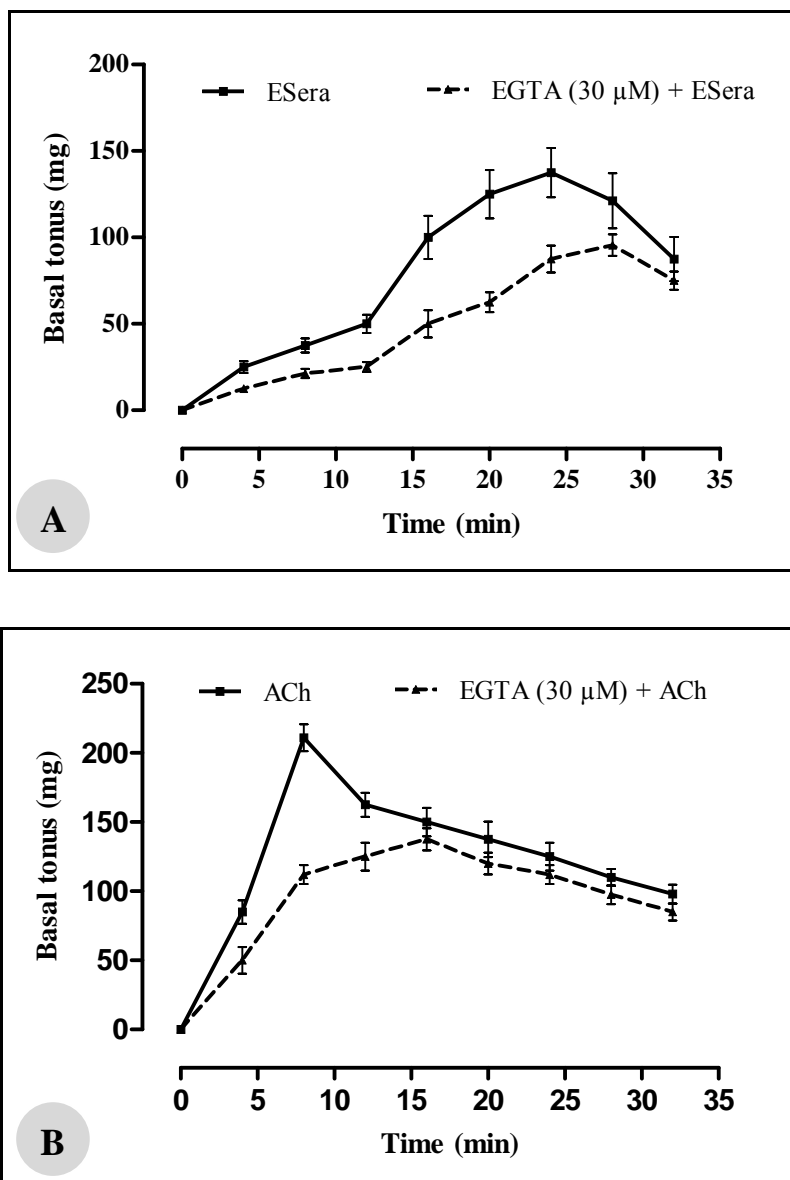 200
150
100
50
0
Basal tonus (mg)
ESera
EGTA (30 µM) + ESera
0 5 10 15 20 25 30 35
Time (min)
A
250
200
150
100
50
0
Basal tonus (mg)
ACh
EGTA (30 µM) + ACh
0 5 10 15 20 25 30 35
Time (min)
B